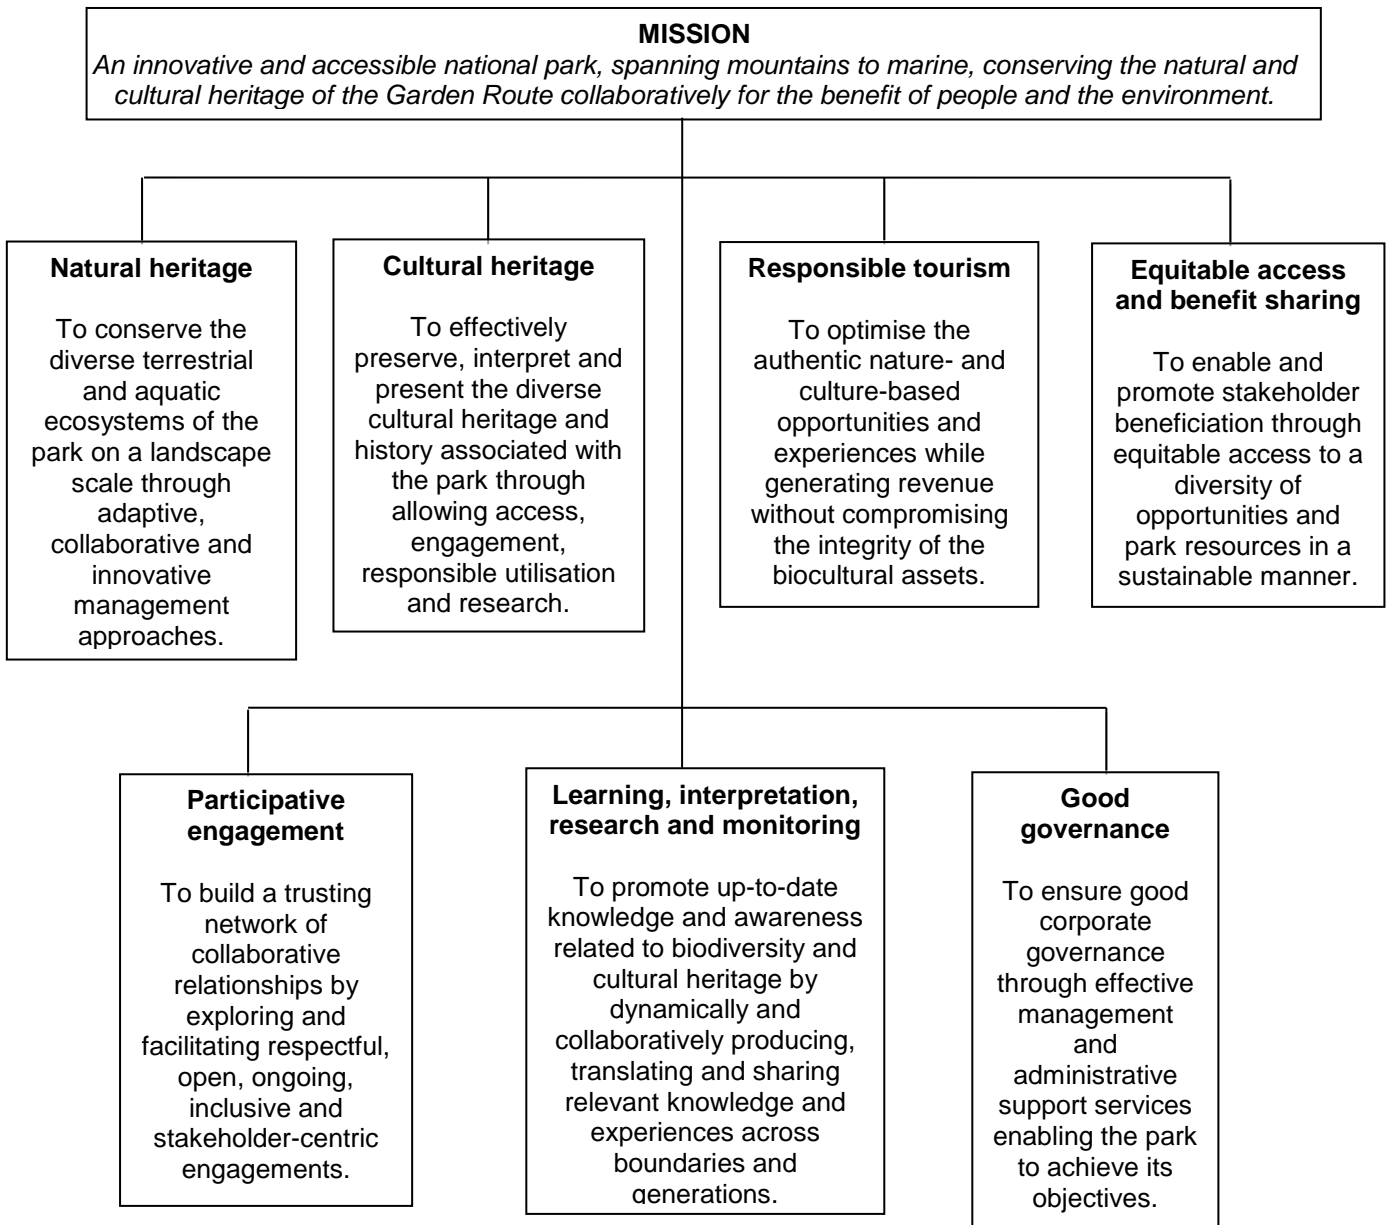 MISSION
An innovative and accessible national park, spanning mountains to marine, conserving the natural and
cultural heritage of the Garden Route collaboratively for the benefit of people and the environment.
Natural heritage
To conserve the
diverse terrestrial
and aquatic
ecosystems of the
park on a landscape
scale through
adaptive,
collaborative and
innovative
management
approaches.
Cultural heritage
To effectively
preserve, interpret and
present the diverse
cultural heritage and
history associated with
the park through
allowing access,
engagement,
responsible utilisation
and research.
Responsible tourism
To optimise the
authentic nature- and
culture-based
opportunities and
experiences while
generating revenue
without compromising
the integrity of the
biocultural assets.
Equitable access
and benefit sharing
To enable and
promote stakeholder
beneficiation through
equitable access to a
diversity of
opportunities and
park resources in a
sustainable manner.
Participative
engagement
To build a trusting
network of
collaborative
relationships by
exploring and
facilitating respectful,
open, ongoing,
inclusive and
stakeholder-centric
engagements.
Learning, interpretation,
research and monitoring
To promote up-to-date
knowledge and awareness
related to biodiversity and
cultural heritage by
dynamically and
collaboratively producing,
translating and sharing
relevant knowledge and
experiences across
boundaries and
generations.
Good
governance
To ensure good
corporate
governance
through effective
management
and
administrative
support services
enabling the park
to achieve its
objectives.